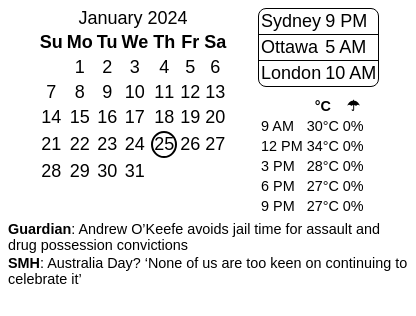 January 2024
Su Mo Tu We Th Fr Sa
1 2 3 4 5 6
7 8 9 10 11 12 13
14 15 16 17 18 19 20
21 22 23 24 25 26 27
28 29 30 31
Sydney 9 PM
Ottawa 5 AM
London 10 AM
°C ☂
9 AM 30°C 0%
12 PM 34°C 0%
3 PM 28°C 0%
6 PM 27°C 0%
9 PM 27°C 0%
Guardian: Andrew O’Keefe avoids jail time for assault and
drug possession convictions
SMH: Australia Day? ‘None of us are too keen on continuing to
celebrate it’